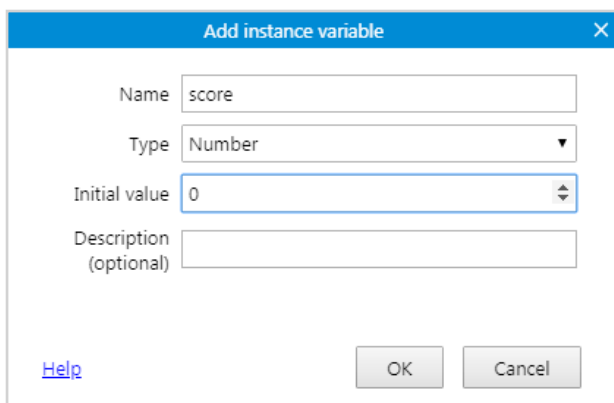 Add instance variable
Name score
Type Number
Initial value 0
Description
(optional)
Help OK Cancel